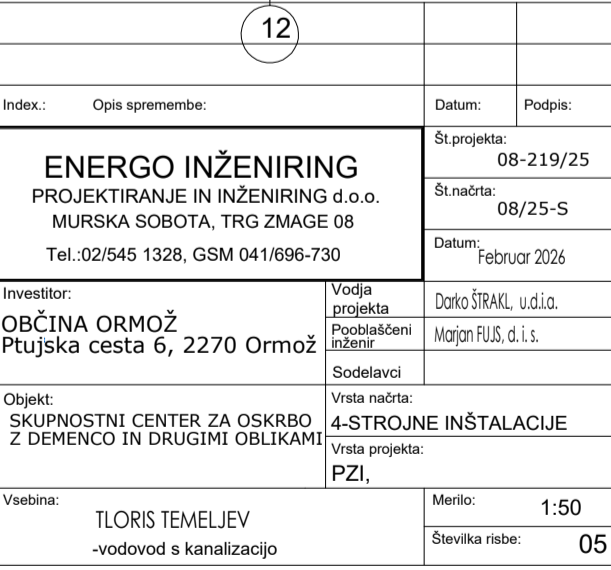 12
Index.: Opis spremembe: Datum: Podpis:
ENERGO INŽENIRING
PROJEKTIRANJE IN INŽENIRING d.o.o.
MURSKA SOBOTA, TRG ZMAGE 08
Tel.:02/545 1328, GSM 041/696-730
Št.projekta:
08-219/25
Št.načrta:
08/25-S
Datum:
Februar 2026
Investitor:
OBČINA ORMOŽ
Ptujska cesta 6, 2270 Ormož
Vodja
projekta
Darko ŠTRAKL, u.d.i.a.
Pooblaščeni
inženir
Marjan FUJS, d. i. s.
Sodelavci
Objekt:
SKUPNOSTNI CENTER ZA OSKRBO
Z DEMENCO IN DRUGIMI OBLIKAMI
Vrsta načrta:
4-STROJNE INŠTALACIJE
Vrsta projekta:
PZI,
Vsebina:
TLORIS TEMELJEV
-vodovod s kanalizacijo
Merilo:
1:50
Številka risbe:
05